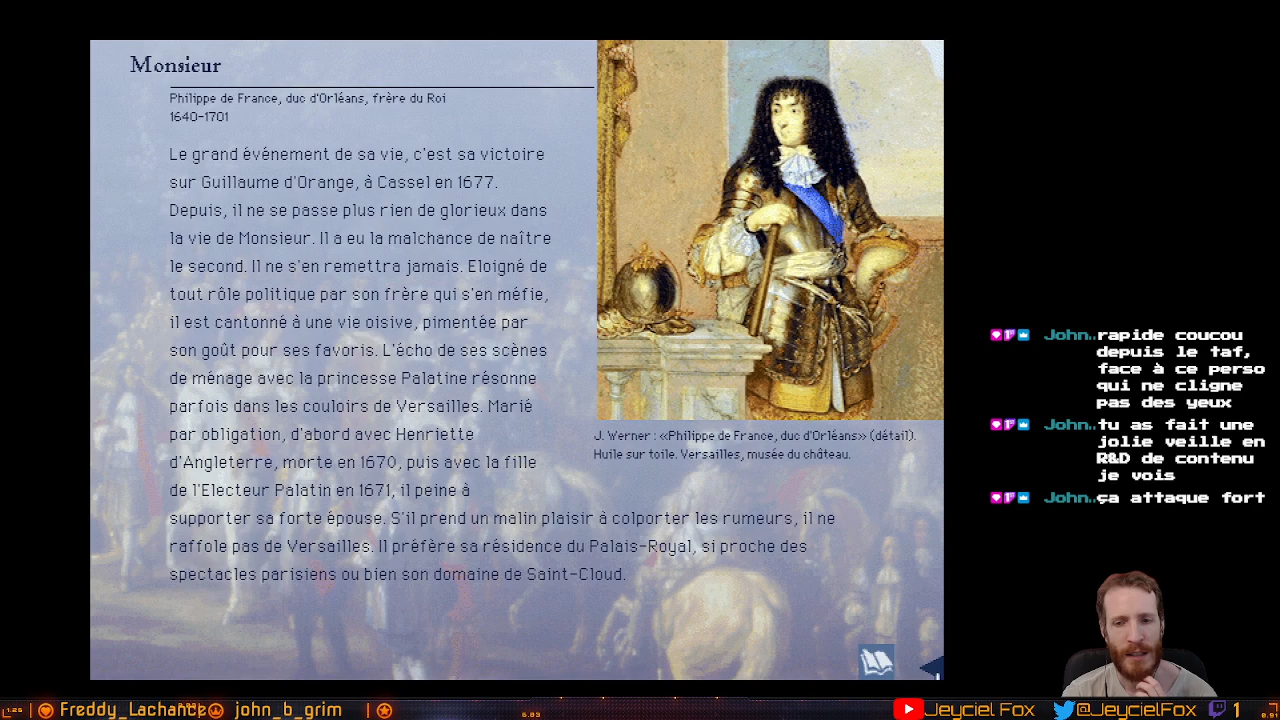 Monsieur
Philippe de France, duc d'Orléans, frère du Roi
1640-1701
Le grand événement de sa vie, c'est sa victoire
sur Guillaume d'Orange, à Cassel en 1677.
Depuis, il ne se passe plus rien de glorieux dans
la vie de Monsieur. Il a eu la malchance de naître
le second. Il ne s'en remettra jamais. Eloigné de
tout rôle politique par son frère qui s'en méfie,
il est cantonné à une vie oisive, pimentée par
son goût pour ses favoris. L'écho de ses scènes
de ménage avec la princesse Palatine résonne
parfois dans les couloirs de Versailles. Marié
par obligation, d'abord avec Henriette
d'Angleterre, morte en 1670, puis avec la fille
de l'Electeur Palatin en 1671, il peine à
supporter sa forte épouse. S'il prend un malin plaisir à colporter les rumeurs, il ne
raffole pas de Versailles. Il préfère sa résidence du Palais-Royal, si proche des
spectacles parisiens ou bien son domaine de Saint-Cloud.
J. Werner : «Philippe de France, duc d'Orléans» (détail).
Huile sur toile. Versailles, musée du château.
John.. rapide coucou
depuis le taf,
face à ce perso
qui ne cligne
pas des yeux
John.. tu as fait une
jolie veille en
R&D de contenu
je vois
John.. ça attaque fort
1.26
Freddy_Lachance
john_b_grim
6.83
Jeyciel Fox
@JeycielFox
1